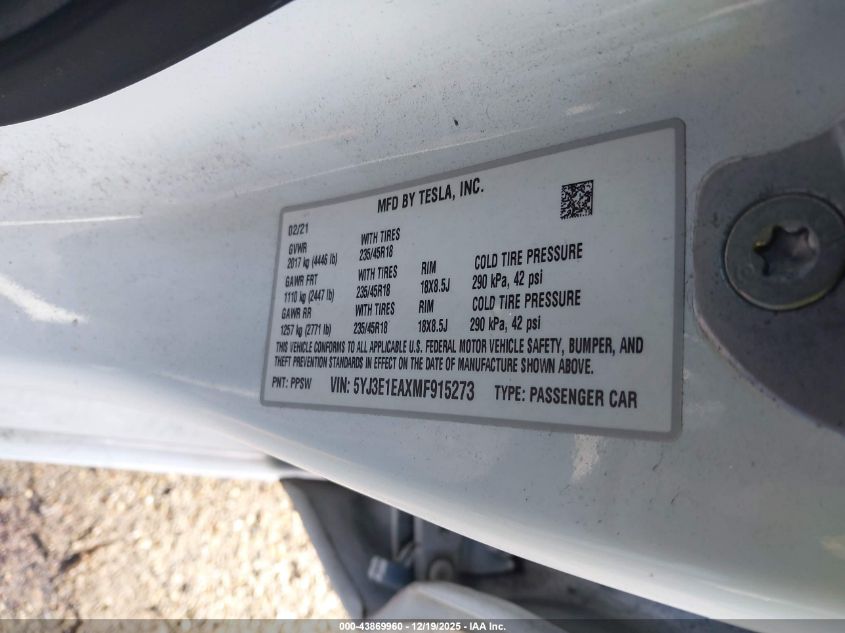 MFD BY TESLA, INC.
02/21
GVWR WITH TIRES
2017 kg (4446 lb) 235/45R18
GAWR FRT WITH TIRES RIM COLD TIRE PRESSURE
1110 kg (2447 lb) 235/45R18 18X8.5J 290 kPa, 42 psi
GAWR RR WITH TIRES RIM COLD TIRE PRESSURE
1257 kg (2771 lb) 235/45R18 18X8.5J 290 kPa, 42 psi
THIS VEHICLE CONFORMS TO ALL APPLICABLE U.S. FEDERAL MOTOR VEHICLE SAFETY, BUMPER, AND
THEFT PREVENTION STANDARDS IN EFFECT ON THE DATE OF MANUFACTURE SHOWN ABOVE.
PNT: PPSW VIN: 5YJ3E1EAXMF915273 TYPE: PASSENGER CAR
000-43869960 - 12/19/2025 - IAA Inc.